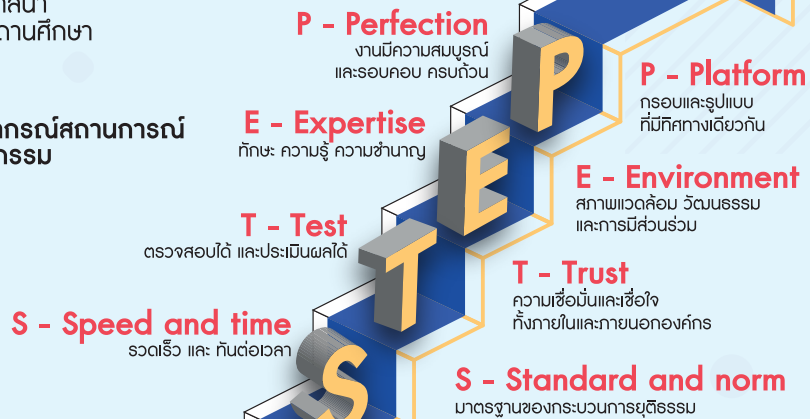 ถานศึกษา
P - Perfection
งานมีความสมบูรณ์
และรอบคอบ ครบถ้วน
P - Platform
กรอบและรูปแบบ
ที่มีทิศทางเดียวกัน
กรณ์สถานการณ์
กรรม
E - Expertise
ทักษะ ความรู้ ความชำนาญ
E - Environment
สภาพแวดล้อม วัฒนธรรม
และการมีส่วนร่วม
T - Test
ตรวจสอบได้ และประเมินผลได้
T - Trust
ความเชื่อมั่นและเชื่อใจ
ทั้งภายในและภายนอกองค์กร
S - Speed and time
รวดเร็ว และ ทันต่อเวลา
S - Standard and norm
มาตรฐานของกระบวนการยุติธรรม
P
E
T
S